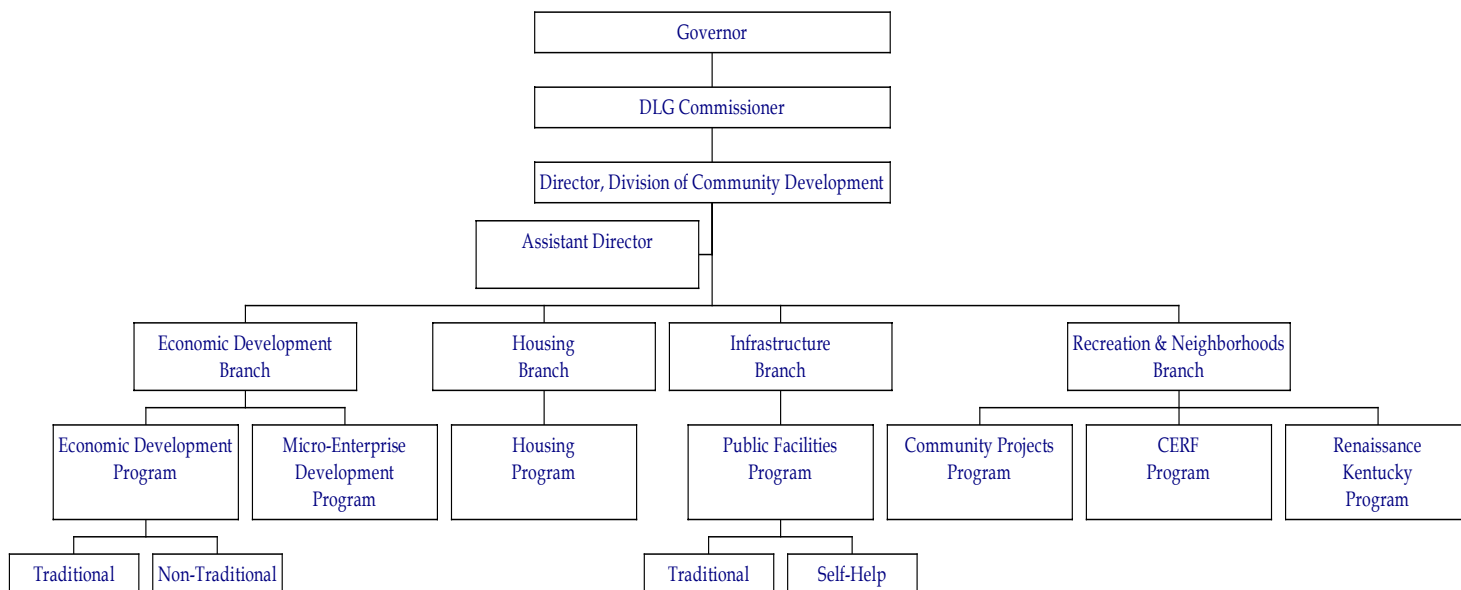 Governor
DLG Commissioner
Director, Division of Community Development
Assistant Director
Economic Development
Branch
Housing
Branch
Infrastructure
Branch
Recreation & Neighborhoods
Branch
Economic Development
Program
Micro-Enterprise
Development
Program
Housing
Program
Public Facilities
Program
Community Projects
Program
CERF
Program
Renaissance
Kentucky
Program
Traditional
Non-Traditional
Traditional
Self-Help